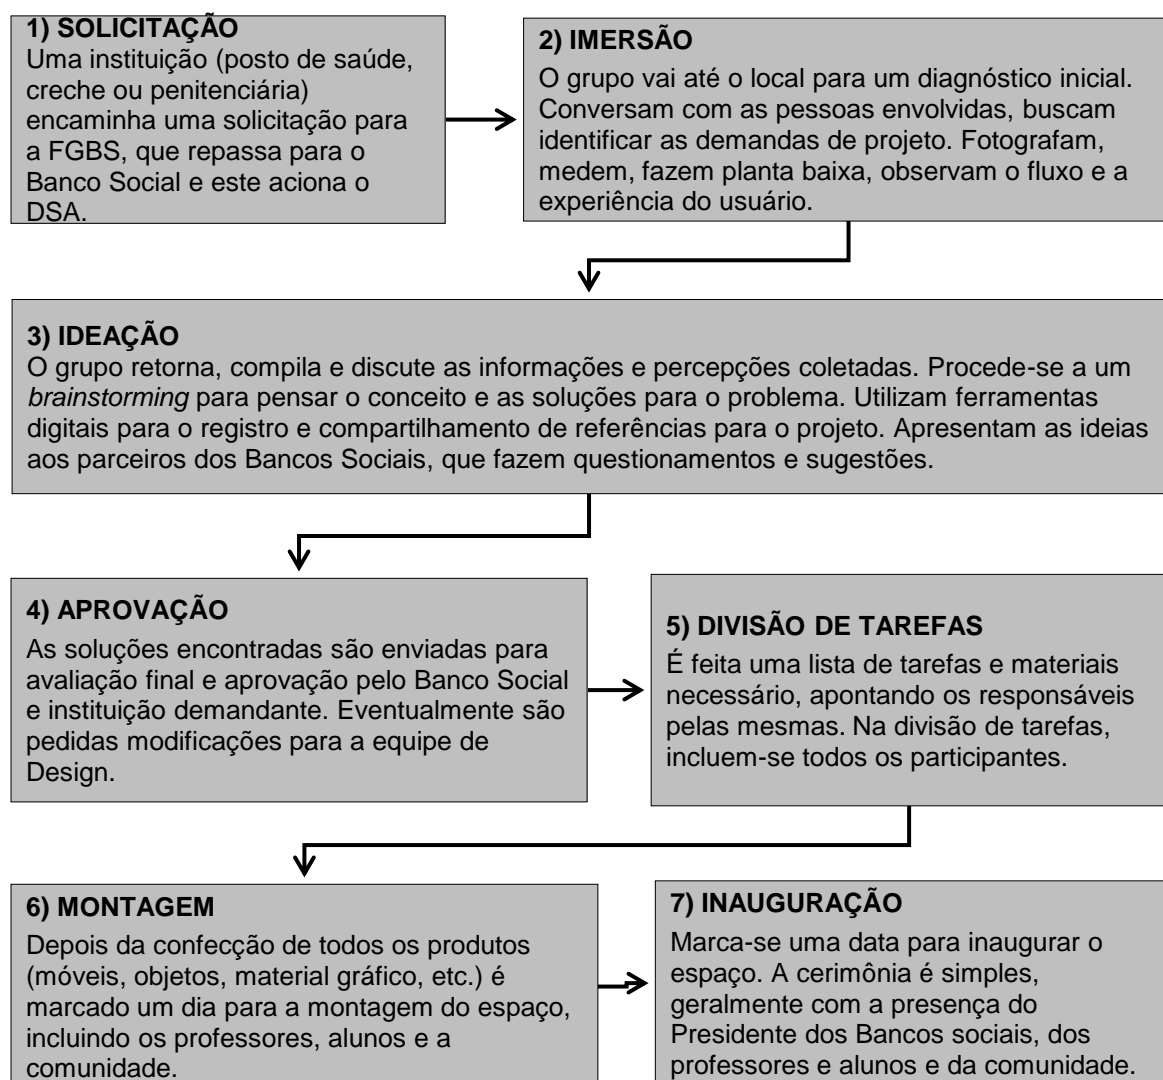 1) SOLICITAÇÃO
Uma instituição (posto de saúde,
creche ou penitenciária)
encaminha uma solicitação para
a FGBS, que repassa para o
Banco Social e este aciona o
DSA.
2) IMERSÃO
O grupo vai até o local para um diagnóstico inicial.
Conversam com as pessoas envolvidas, buscam
identificar as demandas de projeto. Fotografam,
medem, fazem planta baixa, observam o fluxo e a
experiência do usuário.
3) IDEAÇÃO
O grupo retorna, compila e discute as informações e percepções coletadas. Procede-se a um
brainstorming para pensar o conceito e as soluções para o problema. Utilizam ferramentas
digitais para o registro e compartilhamento de referências para o projeto. Apresentam as ideias
aos parceiros dos Bancos Sociais, que fazem questionamentos e sugestões.
4) APROVAÇÃO
As soluções encontradas são enviadas para
avaliação final e aprovação pelo Banco Social
e instituição demandante. Eventualmente são
pedidas modificações para a equipe de
Design.
5) DIVISÃO DE TAREFAS
É feita uma lista de tarefas e materiais
necessário, apontando os responsáveis
pelas mesmas. Na divisão de tarefas,
incluem-se todos os participantes.
6) MONTAGEM
Depois da confecção de todos os produtos
(móveis, objetos, material gráfico, etc.) é
marcado um dia para a montagem do espaço,
incluindo os professores, alunos e a
comunidade.
7) INAUGURAÇÃO
Marca-se uma data para inaugurar o
espaço. A cerimônia é simples,
geralmente com a presença do
Presidente dos Bancos sociais, dos
professores e alunos e da comunidade.